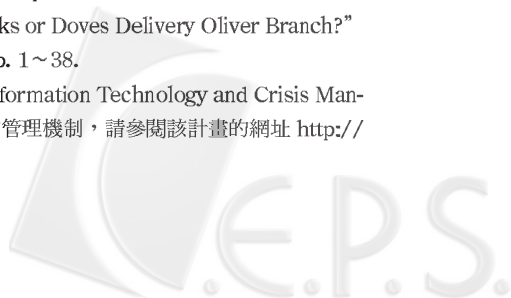 ks or Doves Delivery Oliver Branch?”
1～38.
formation Technology and Crisis Man-
管理機制，請參閱該計畫的網址 http://
C.E.P.S.